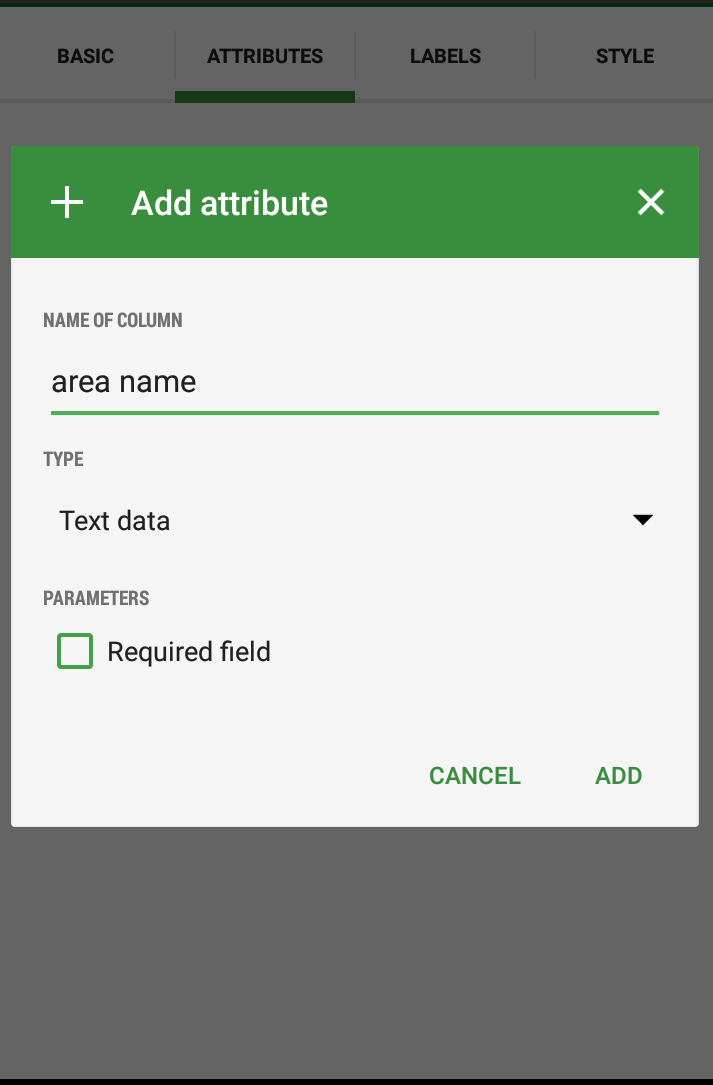 BASIC ATTRIBUTES LABELS STYLE
Add attribute
NAME OF COLUMN
area name
TYPE
Text data
PARAMETERS
Required field
CANCEL ADD